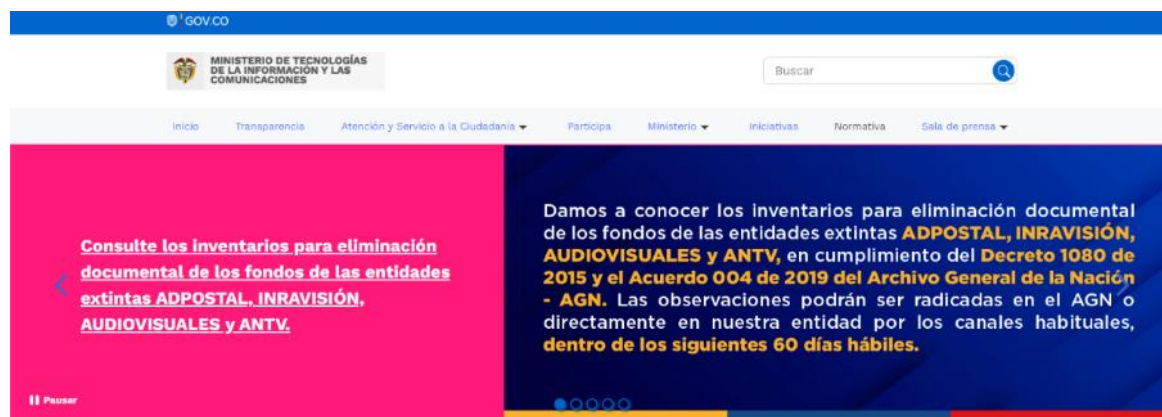 GOV.CO
MINISTERIO DE TECNOLOGÍAS
DE LA INFORMACIÓN Y LAS
COMUNICACIONES
Buscar
Inicio Transparencia Atención y Servicio a la Ciudadanía Participa Ministerio Iniciativas Normativa Sala de prensa
Consulte los inventarios para eliminación
documental de los fondos de las entidades
extintas ADPOSTAL, INRAVISIÓN,
AUDIOVISUALES y ANTV.
Pausar
Damos a conocer los inventarios para eliminación documental
de los fondos de las entidades extintas ADPOSTAL, INRAVISIÓN,
AUDIOVISUALES y ANTV, en cumplimiento del Decreto 1080 de
2015 y el Acuerdo 004 de 2019 del Archivo General de la Nación
- AGN. Las observaciones podrán ser radicadas en el AGN o
directamente en nuestra entidad por los canales habituales,
dentro de los siguientes 60 días hábiles.